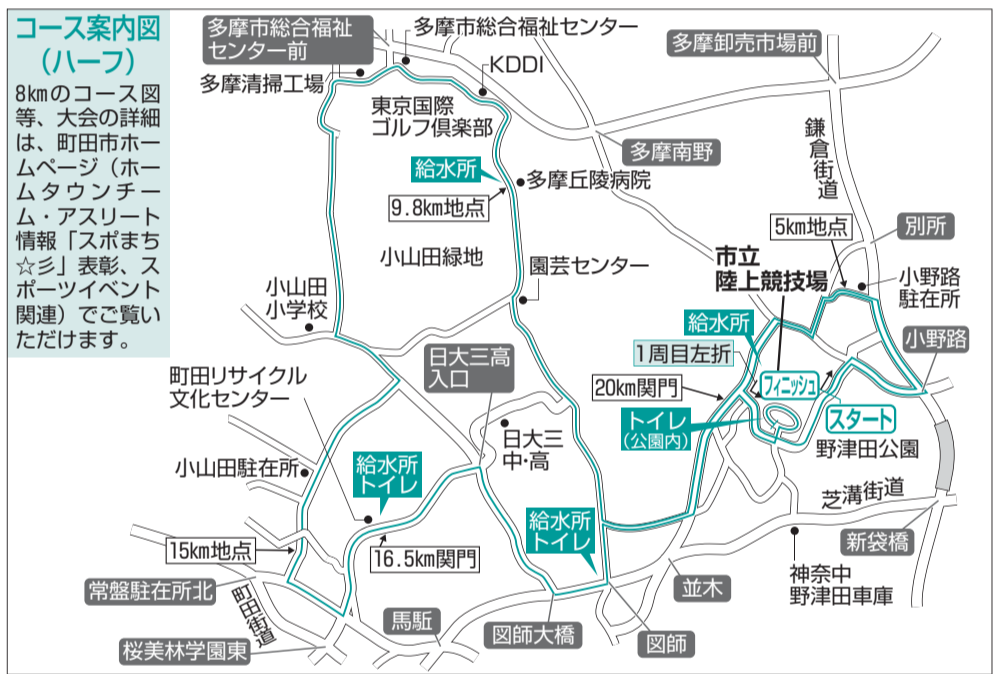 コース案内図
（ハーフ）
8kmのコース図
等、大会の詳細
は、町田市ホー
ムページ（ホー
ムタウンチー
ム・アスリート
情報「スポまち
☆彡」表彰、ス
ポーツイベント
関連）でご覧い
ただけます。
多摩市総合福祉
センター前
多摩市総合福祉センター
多摩卸売市場前
多摩清掃工場
KDDI
東京国際
ゴルフ倶楽部
多摩南野
鎌倉街道
給水所
多摩丘陵病院
9.8km地点
5km地点
別所
小山田緑地
園芸センター
市立
陸上競技場
小野路
駐在所
小山田
小学校
給水所
小野路
1周目左折
日大三高
入口
町田リサイクル
文化センター
20km関門
フィニッシュ
スタート
トイレ
（公園内）
日大三
中・高
野津田公園
小山田駐在所
給水所
トイレ
芝溝街道
給水所
トイレ
15km地点
16.5km関門
新袋橋
常盤駐在所北
町田街道
馬駈
並木
神奈中
野津田車庫
桜美林学園東
図師大橋
図師